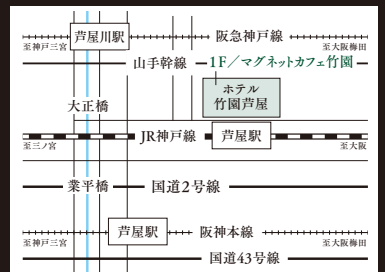 芦屋川駅
阪急神戸線
至神戸三宮
至大阪梅田
山手幹線
1F／マグネットカフェ竹園
ホテル
竹園芦屋
大正橋
JR神戸線
芦屋駅
至三ノ宮
至大阪
業平橋
国道2号線
芦屋駅
阪神本線
至神戸三宮
至大阪梅田
国道43号線